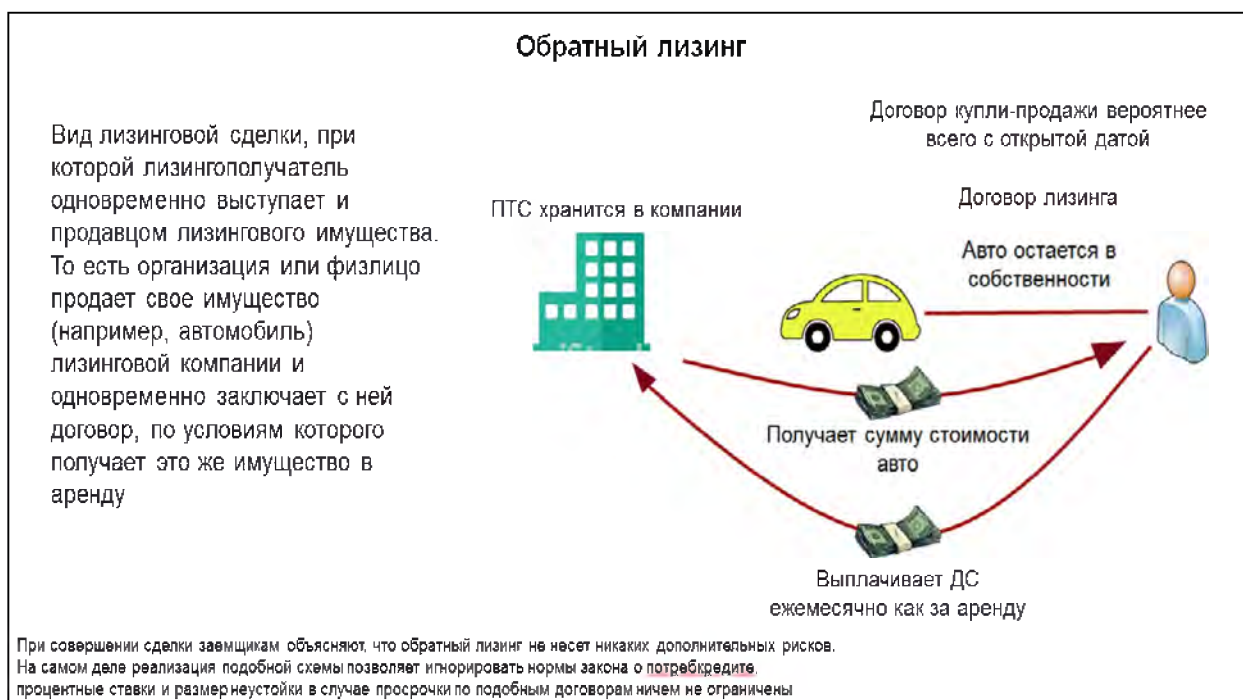 Обратный лизинг
Вид лизинговой сделки, при
которой лизингополучатель
одновременно выступает и
продавцом лизингового имущества.
То есть организация или физлицо
продает свое имущество
(например, автомобиль)
лизинговой компании и
одновременно заключает с ней
договор, по условиям которого
получает это же имущество в
аренду
Договор купли-продажи вероятнее
всего с открытой датой
ПТС хранится в компании
Договор лизинга
Авто остается в
собственности
Получает сумму стоимости
авто
Выплачивает ДС
ежемесячно как за аренду
При совершении сделки заемщикам объясняют, что обратный лизинг не несет никаких дополнительных рисков.
На самом деле реализация подобной схемы позволяет игнорировать нормы закона о потребкредите,
процентные ставки и размер неустойки в случае просрочки по подобным договорам ничем не ограничены